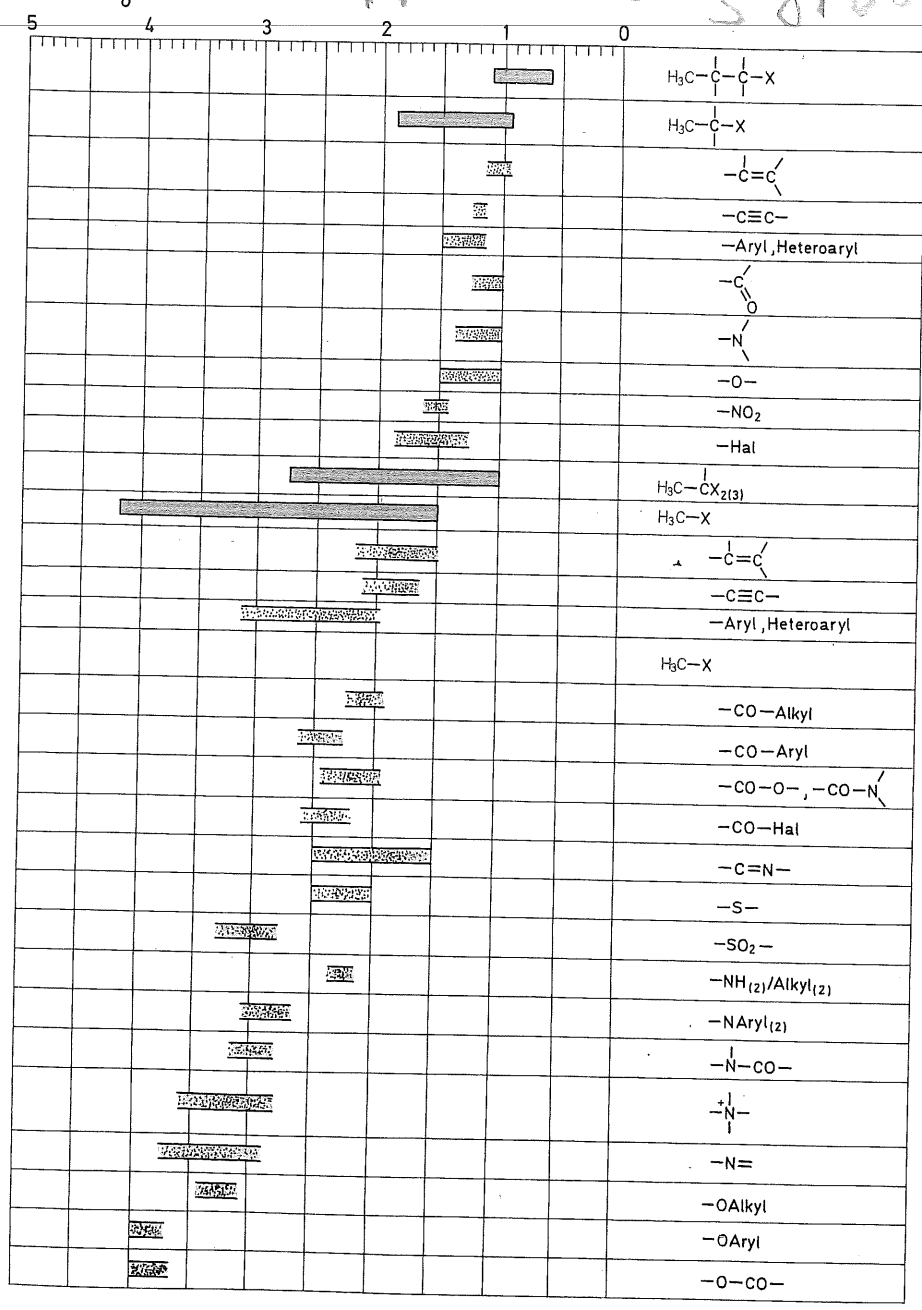 5 4 3 2 1 0
H₃C−C−C−X
H₃C−C−X
−C=C
−C≡C−
−Aryl, Heteroaryl
−C=O
−N
−O−
−NO₂
−Hal
H₃C−CX₂₍₃₎
H₃C−X
−C=C
−C≡C−
−Aryl, Heteroaryl
H₃C−X
−CO−Alkyl
−CO−Aryl
−CO−O−, −CO−N
−CO−Hal
−C=N−
−S−
−SO₂−
−NH₍₂₎/Alkyl₍₂₎
−NAryl₍₂₎
−N−CO−
−N⁺−
−N=
−OAlkyl
−OAryl
−O−CO−